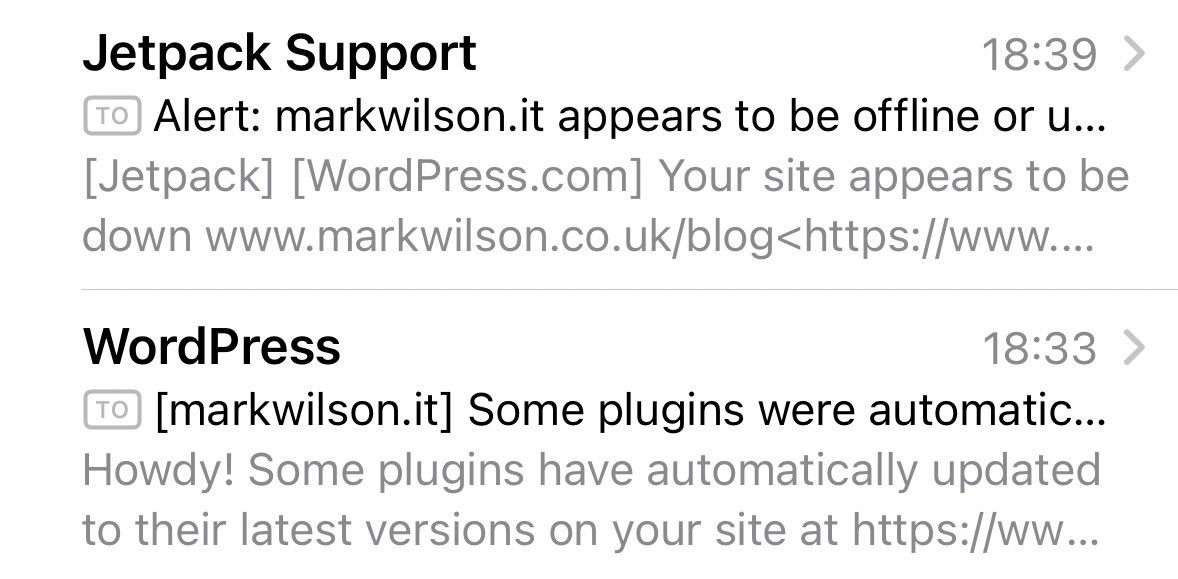 Jetpack Support 18:39
TO Alert: markwilson.it appears to be offline or u...
[Jetpack] [WordPress.com] Your site appears to be
down www.markwilson.co.uk/blog<https://www....
WordPress 18:33
TO [markwilson.it] Some plugins were automatic...
Howdy! Some plugins have automatically updated
to their latest versions on your site at https://ww...